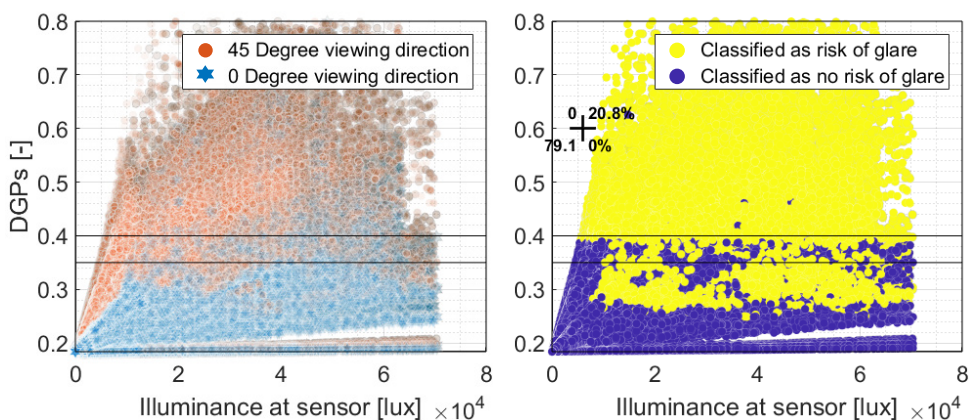 DGPs [-]
0.8
0.7
0.6
0.5
0.4
0.3
0.2
45 Degree viewing direction
0 Degree viewing direction
0 2 4 6 8
Illuminance at sensor [lux] ×10^4
0.8
0.7
0.6
0.5
0.4
0.3
0.2
Classified as risk of glare
Classified as no risk of glare
0 20.8%
79.1 0%
0 2 4 6 8
Illuminance at sensor [lux] ×10^4